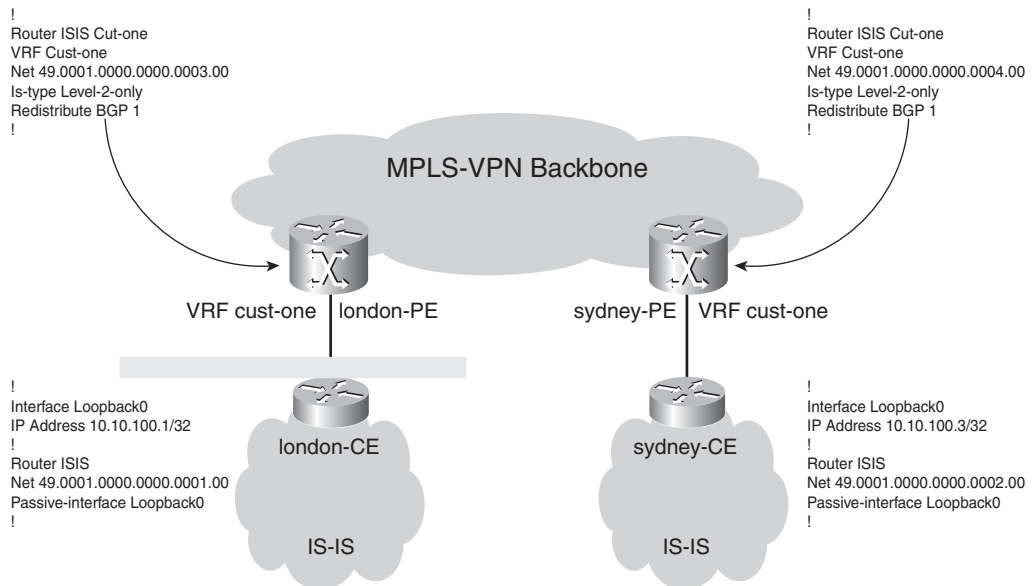 !
Router ISIS Cut-one
VRF Cust-one
Net 49.0001.0000.0000.0003.00
Is-type Level-2-only
Redistribute BGP 1
!
!
Router ISIS Cut-one
VRF Cust-one
Net 49.0001.0000.0000.0004.00
Is-type Level-2-only
Redistribute BGP 1
!
MPLS-VPN Backbone
VRF cust-one
london-PE
sydney-PE
VRF cust-one
!
Interface Loopback0
IP Address 10.10.100.1/32
!
Router ISIS
Net 49.0001.0000.0000.0001.00
Passive-interface Loopback0
!
london-CE
IS-IS
sydney-CE
IS-IS
!
Interface Loopback0
IP Address 10.10.100.3/32
!
Router ISIS
Net 49.0001.0000.0000.0002.00
Passive-interface Loopback0
!